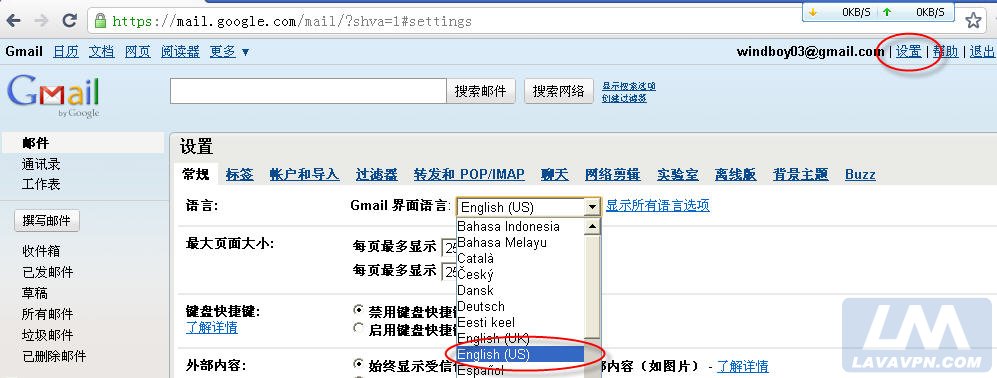 https://mail.google.com/mail/?shva=1#settings
0KB/S 0KB/S
Gmail 日历 文档 网页 阅读器 更多 ▼
windboy03@gmail.com | 设置 | 帮助 | 退出
Gmail
by Google
搜索邮件 搜索网络
显示搜索选项
创建过滤器
邮件
通讯录
工作表
撰写邮件
收件箱
已发邮件
草稿
所有邮件
垃圾邮件
已删除邮件
设置
常规 标签 帐户和导入 过滤器 转发和 POP/IMAP 聊天 网络剪辑 实验室 离线版 背景主题 Buzz
语言: Gmail 界面语言: English (US) 显示所有语言选项
Bahasa Indonesia
Bahasa Melayu
Català
Český
Dansk
Deutsch
Eesti keel
English (UK)
English (US)
Español
最大页面大小: 每页最多显示 25
每页最多显示 25
键盘快捷键: 禁用键盘快捷键
了解详情 启用键盘快捷键
外部内容: 始终显示受信 部内容（如图片） - 了解详情
LM
LAVAVPN.COM